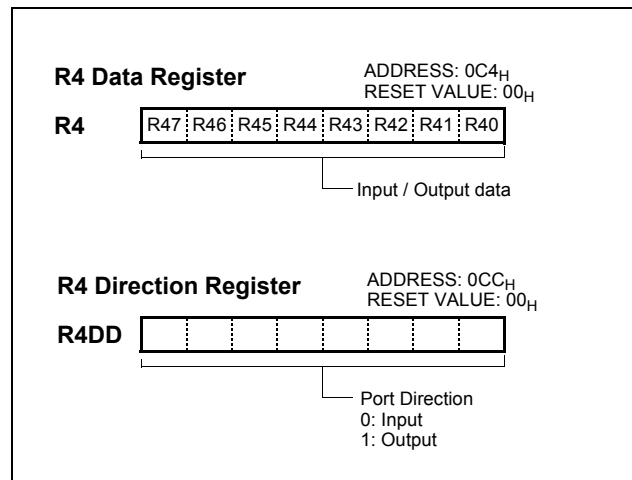 R4 Data Register
ADDRESS: 0C4H
RESET VALUE: 00H
R4
R47 R46 R45 R44 R43 R42 R41 R40
Input / Output data
R4 Direction Register
ADDRESS: 0CCH
RESET VALUE: 00H
R4DD
Port Direction
0: Input
1: Output